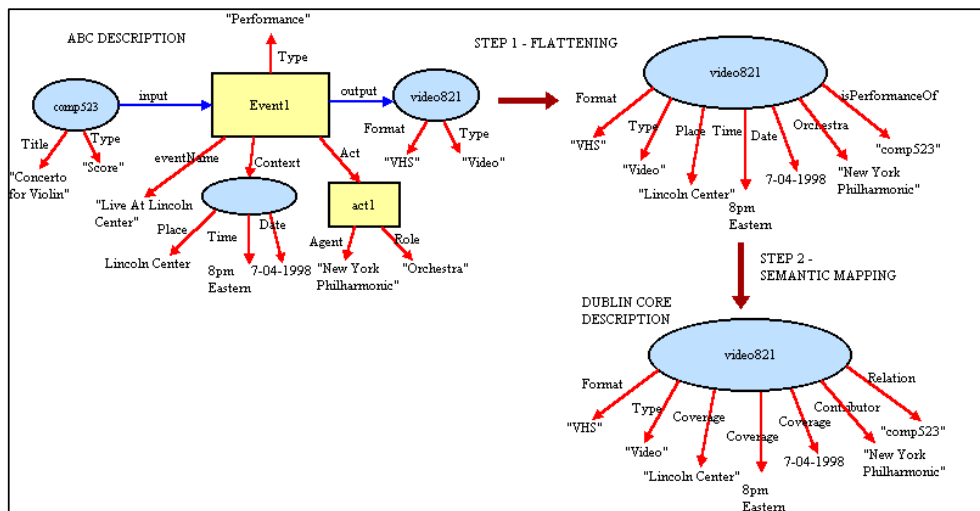 "Performance"
ABC DESCRIPTION
Type
STEP 1 - FLATTENING
comp523
input
Event1
output
video821
Title
Type
"Concerto
for Violin"
"Score"
eventName
Context
Act
Format
Type
"VHS"
"Video"
"Live At Lincoln
Center"
Place
Time
Date
Lincoln Center
8pm
Eastern
7-04-1998
act1
Agent
Role
"New York
Philharmonic"
"Orchestra"
video821
Format
Type
Place
Time
Date
Orchestra
isPerformanceOf
"VHS"
"Video"
"Lincoln Center"
8pm
Eastern
7-04-1998
"New York
Philharmonic"
"comp523"
STEP 2 -
SEMANTIC MAPPING
DUBLIN CORE
DESCRIPTION
video821
Format
Type
Coverage
Coverage
Coverage
Contributor
Relation
"VHS"
"Video"
"Lincoln Center"
8pm
Eastern
7-04-1998
"New York
Philharmonic"
"comp523"